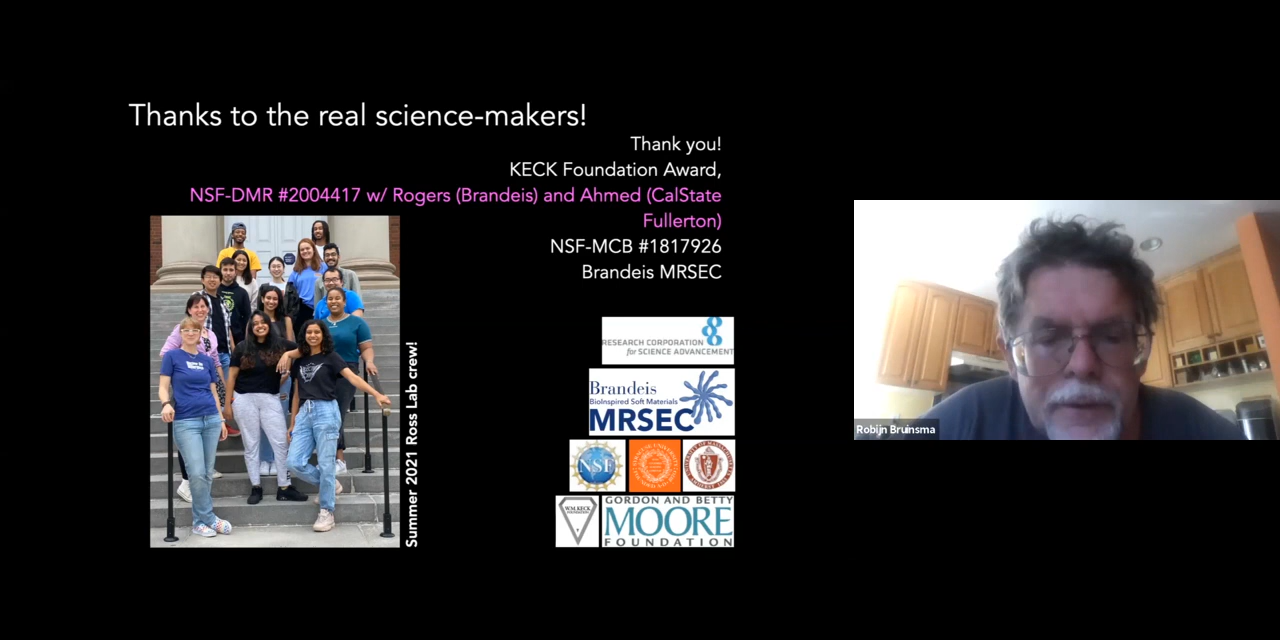 Thanks to the real science-makers!
Thank you!
KECK Foundation Award,
NSF-DMR #2004417 w/ Rogers (Brandeis) and Ahmed (CalState
Fullerton)
NSF-MCB #1817926
Brandeis MRSEC
Summer 2021 Ross Lab crew!
RESEARCH CORPORATION
for SCIENCE ADVANCEMENT
Brandeis
BioInspired Soft Materials
MRSEC
NSF
W.M. KECK
FOUNDATION
GORDON AND BETTY
MOORE
FOUNDATION
Robijn Bruinsma